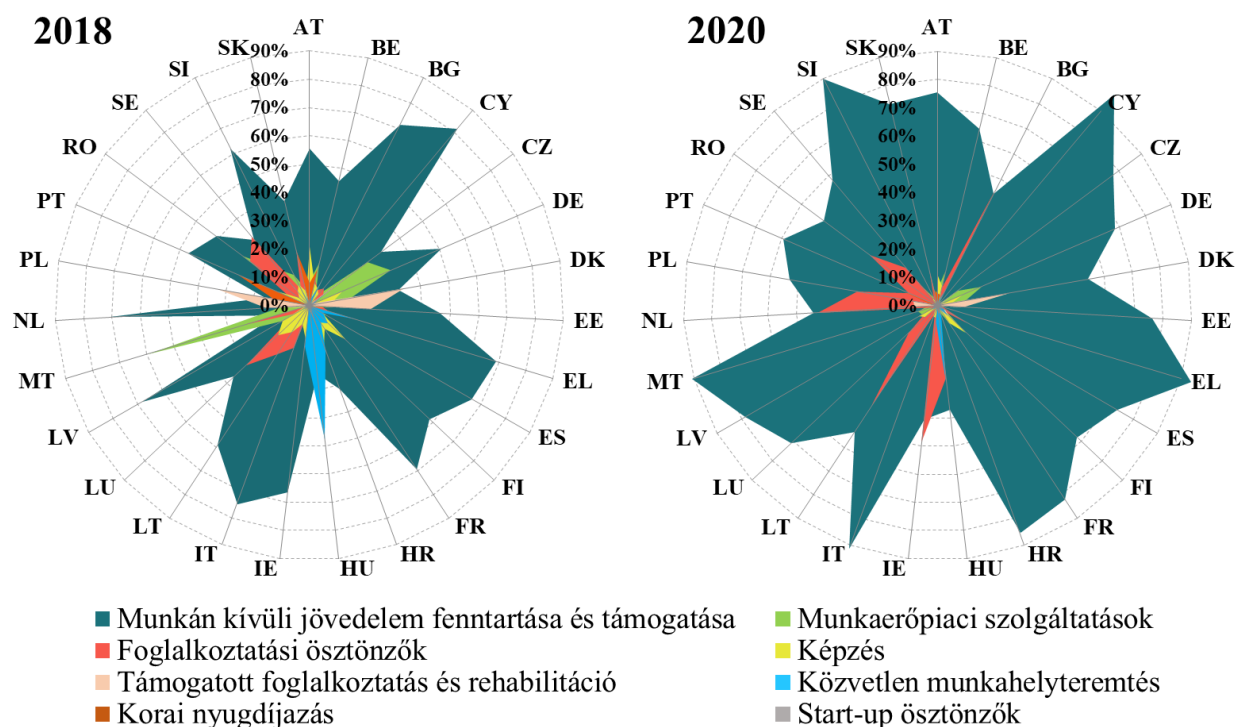 2018
AT
BE
BG
CY
CZ
DE
DK
EE
EL
ES
FI
FR
HR
HU
IE
IT
LT
LU
LV
MT
NL
PL
PT
RO
SE
SI
SK
90%
80%
70%
60%
50%
40%
30%
20%
10%
0%
2020
AT
BE
BG
CY
CZ
DE
DK
EE
EL
ES
FI
FR
HR
HU
IE
IT
LT
LU
LV
MT
NL
PL
PT
RO
SE
SI
SK
90%
80%
70%
60%
50%
40%
30%
20%
10%
0%
Munkán kívüli jövedelem fenntartása és támogatása
Foglalkoztatási ösztönzők
Támogatott foglalkoztatás és rehabilitáció
Korai nyugdíjazás
Munkaerőpiaci szolgáltatások
Képzés
Közvetlen munkahelyteremtés
Start-up ösztönzők